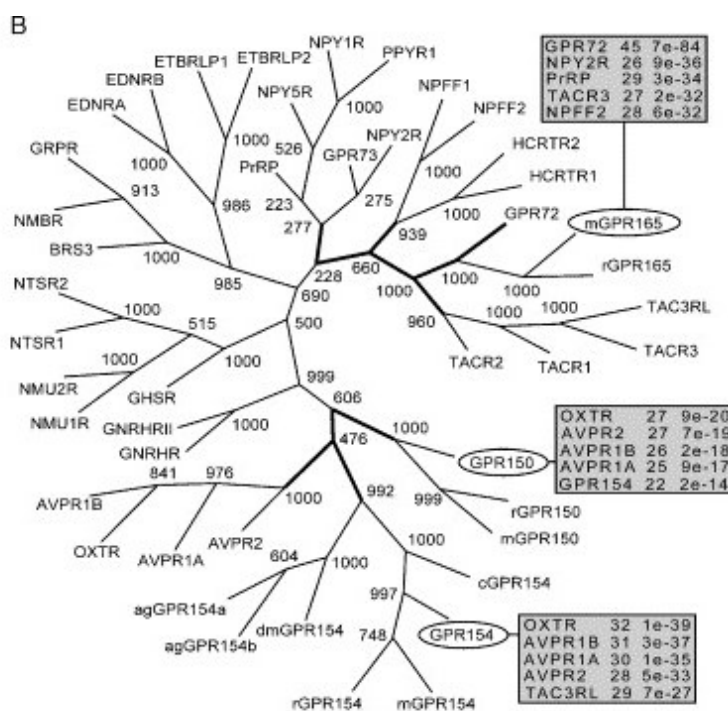 B
GPR72 45 7e-84
NPY2R 26 9e-36
PrRP 29 3e-34
TACR3 27 2e-32
NPFF2 28 6e-32
ETBRLP1
ETBRLP2
NPY1R
PPYR1
EDNRB
EDNRA
NPY5R
1000
NPFF1
NPFF2
GRPR
1000
1000
526
PrRP
GPR73
NPY2R
HCRTR2
HCRTR1
913
986
223
275
1000
GPR72
mGPR165
NMBR
277
939
BRS3
1000
985
228
660
1000
rGPR165
NTSR2
690
1000
1000
1000
515
500
960
1000
1000
TAC3RL
NTSR1
1000
TACR3
NMU2R
1000
GHSR
TACR2
TACR1
NMU1R
999
GNRHRII
606
1000
OXTR 27 9e-20
AVPR2 27 7e-19
AVPR1B 26 2e-18
AVPR1A 25 9e-17
GPR154 22 2e-14
GNRHR
1000
476
GPR150
841
976
AVPR1B
992
999
rGPR150
OXTR
AVPR1A
AVPR2
1000
mGPR150
604
1000
1000
cGPR154
agGPR154a
997
OXTR 32 1e-39
AVPR1B 31 3e-37
AVPR1A 30 1e-35
AVPR2 28 5e-33
TAC3RL 29 7e-27
agGPR154b
dmGPR154
748
GPR154
rGPR154
mGPR154